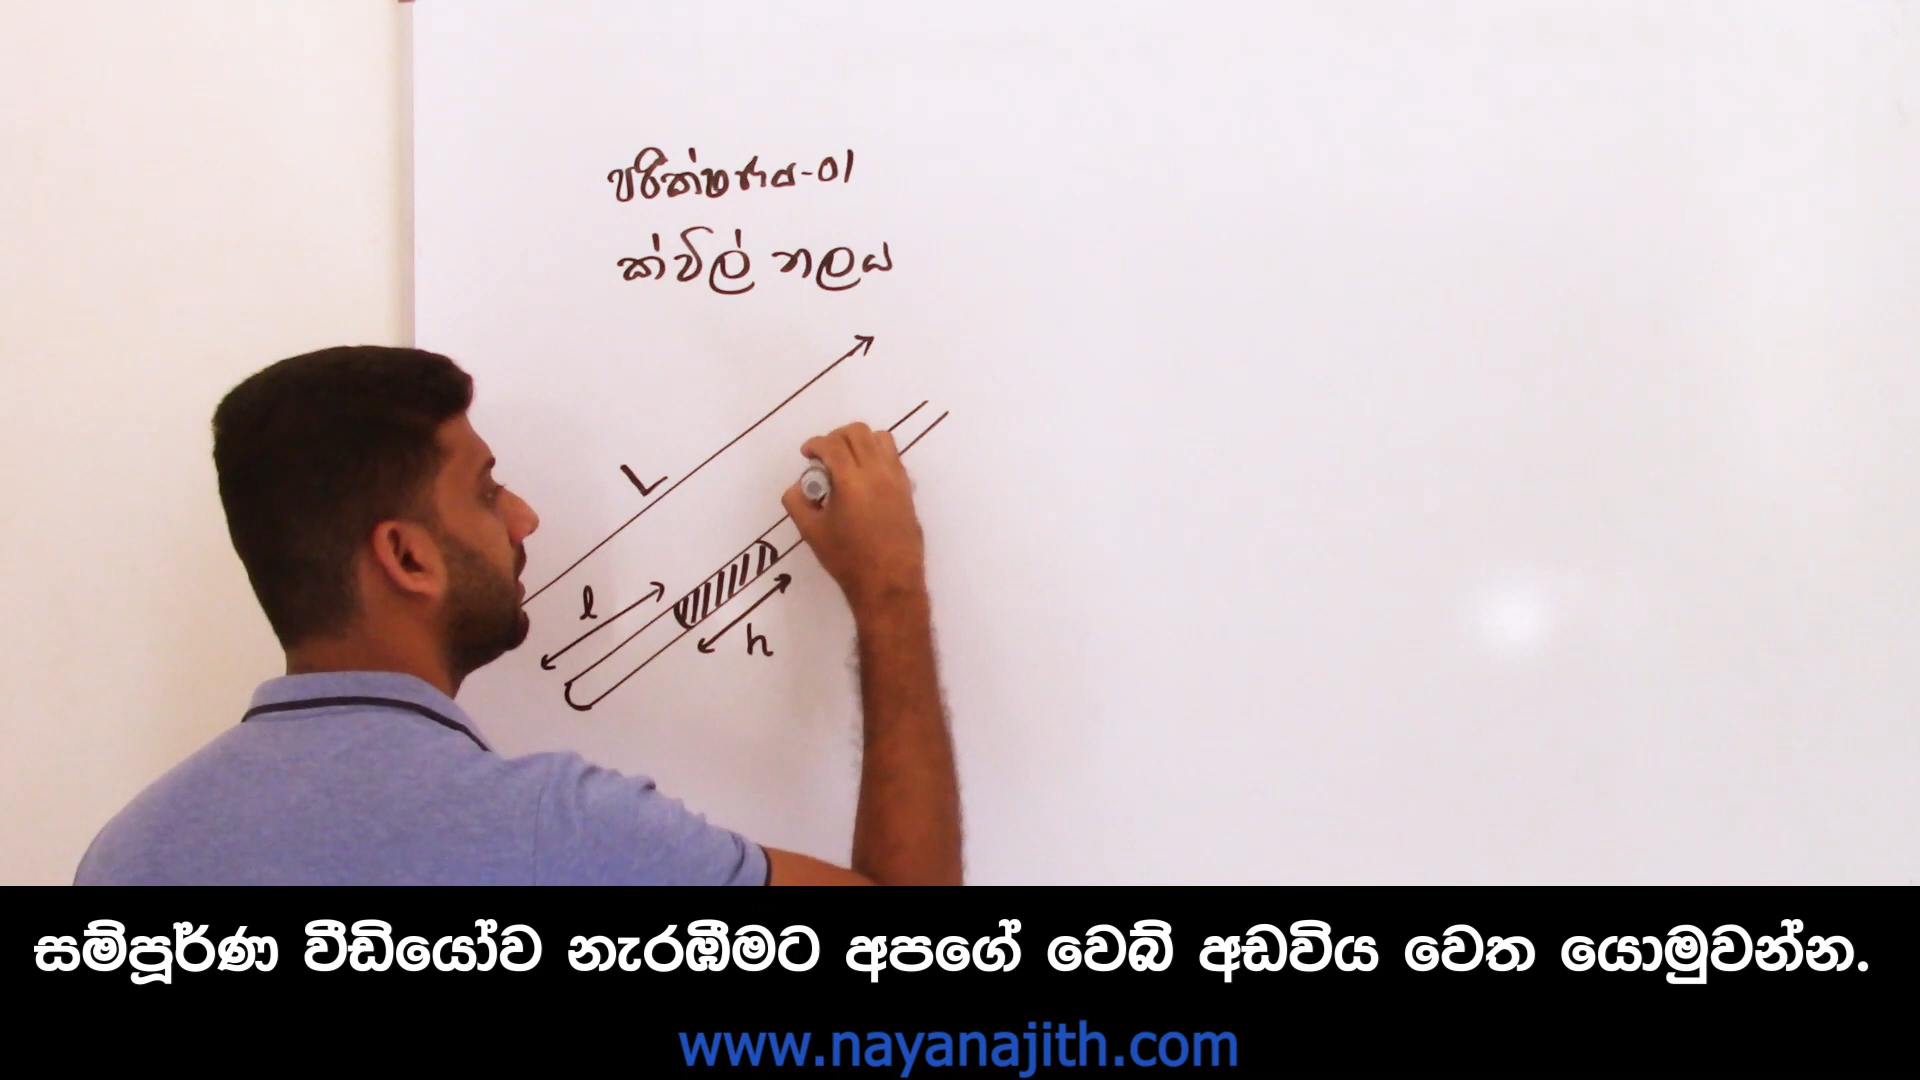 පරීක්ෂණය-01
ක්විල් නලය
L
l
h
සම්පූර්ණ වීඩියෝව නැරඹීමට අපගේ වෙබ් අඩවිය වෙත යොමුවන්න.
www.nayanajith.com